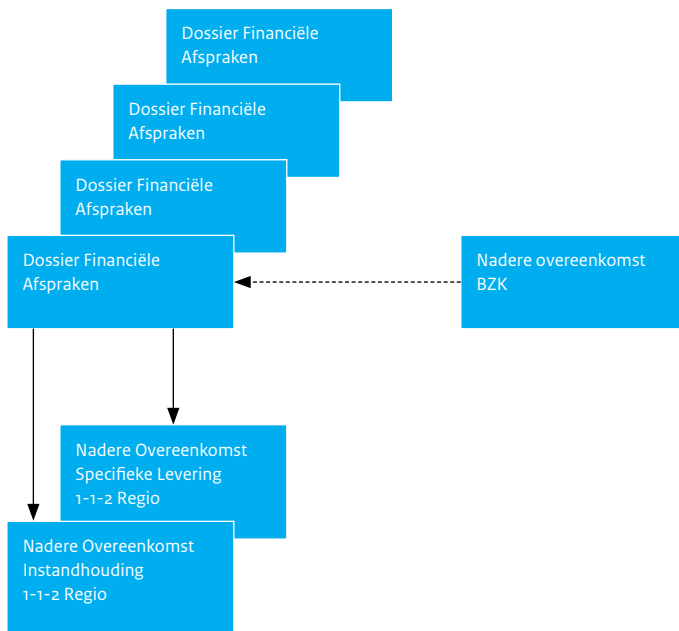 Dossier Financiële
Afspraken
Dossier Financiële
Afspraken
Dossier Financiële
Afspraken
Dossier Financiële
Afspraken
Nadere overeenkomst
BZK
Nadere Overeenkomst
Specifieke Levering
1-1-2 Regio
Nadere Overeenkomst
Instandhouding
1-1-2 Regio